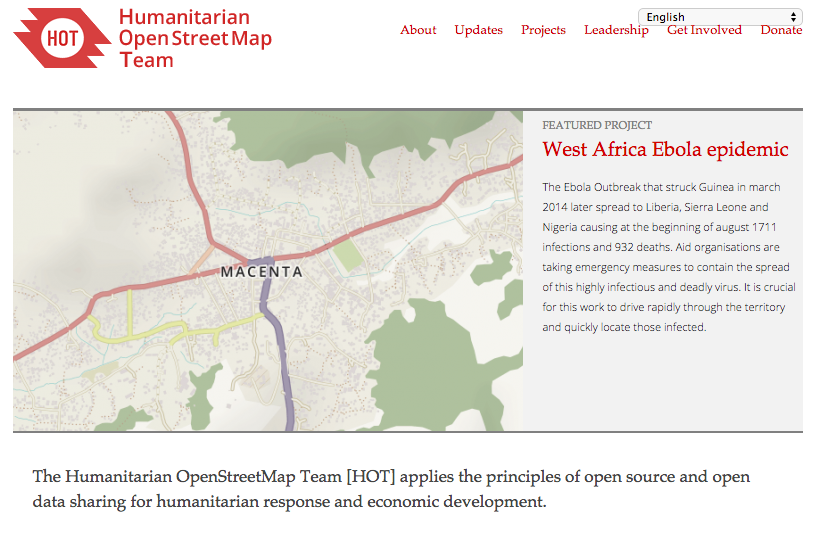 HOT
Humanitarian
OpenStreetMap
Team
English
About Updates Projects Leadership Get Involved Donate
MACENTA
FEATURED PROJECT
West Africa Ebola epidemic
The Ebola Outbreak that struck Guinea in march
2014 later spread to Liberia, Sierra Leone and
Nigeria causing at the beginning of august 1711
infections and 932 deaths. Aid organisations are
taking emergency measures to contain the spread
of this highly infectious and deadly virus. It is crucial
for this work to drive rapidly through the territory
and quickly locate those infected.
The Humanitarian OpenStreetMap Team [HOT] applies the principles of open source and open
data sharing for humanitarian response and economic development.